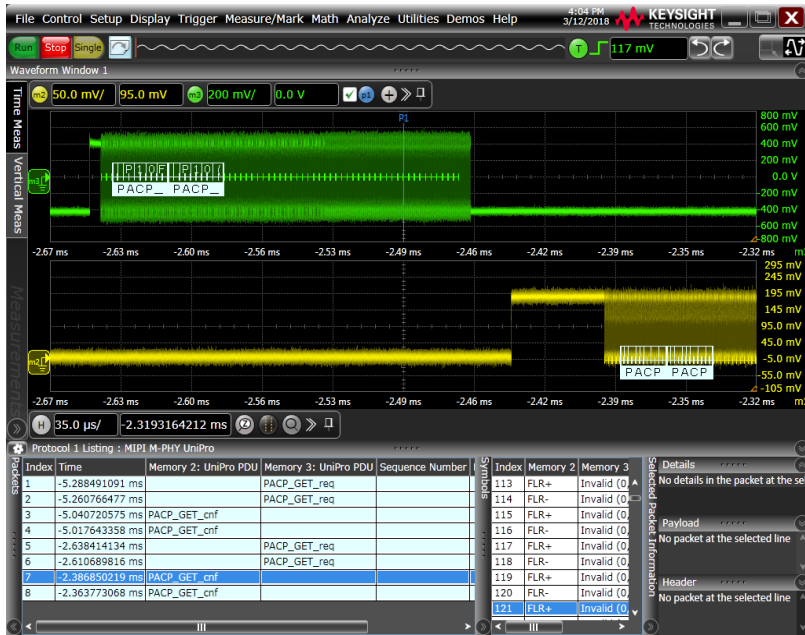 File Control Setup Display Trigger Measure/Mark Math Analyze Utilities Demos Help
4:04 PM
3/12/2018
KEYSIGHT
TECHNOLOGIES
Run Stop Single
T 117 mV
Waveform Window 1
Time Meas
Vertical Meas
Measurements
m2 50.0 mV/ 95.0 mV m3 200 mV/ 0.0 V p1
P1
800 mV
600 mV
400 mV
200 mV
0.0 V
-200 mV
-400 mV
-600 mV
-800 mV
m3
PACP_ PACP_
-2.67 ms -2.63 ms -2.60 ms -2.56 ms -2.53 ms -2.49 ms -2.46 ms -2.42 ms -2.39 ms -2.35 ms -2.32 ms
295 mV
245 mV
195 mV
145 mV
95.0 mV
45.0 mV
-5.0 mV
-55.0 mV
-105 mV
m2
PACP PACP
-2.67 ms -2.63 ms -2.60 ms -2.56 ms -2.53 ms -2.49 ms -2.46 ms -2.42 ms -2.39 ms -2.35 ms -2.32 ms
H 35.0 µs/ -2.3193164212 ms
Protocol 1 Listing : MIPI M-PHY UniPro
Packets
Index Time Memory 2: UniPro PDU Memory 3: UniPro PDU Sequence Number
1 -5.288491091 ms PACP_GET_req
2 -5.260766477 ms PACP_GET_req
3 -5.040720575 ms PACP_GET_cnf
4 -5.017643358 ms PACP_GET_cnf
5 -2.638414134 ms PACP_GET_req
6 -2.610689816 ms PACP_GET_req
7 -2.386850219 ms PACP_GET_cnf
8 -2.363773068 ms PACP_GET_cnf
Symbols
Index Memory 2 Memory 3
113 FLR+ Invalid (0,
114 FLR- Invalid (0,
115 FLR+ Invalid (0,
116 FLR- Invalid (0,
117 FLR+ Invalid (0,
118 FLR- Invalid (0,
119 FLR+ Invalid (0,
120 FLR- Invalid (0,
121 FLR+ Invalid (0,
Selected Packet Information
Details
No details in the packet at the se
Payload
No packet at the selected line
Header
No packet at the selected line